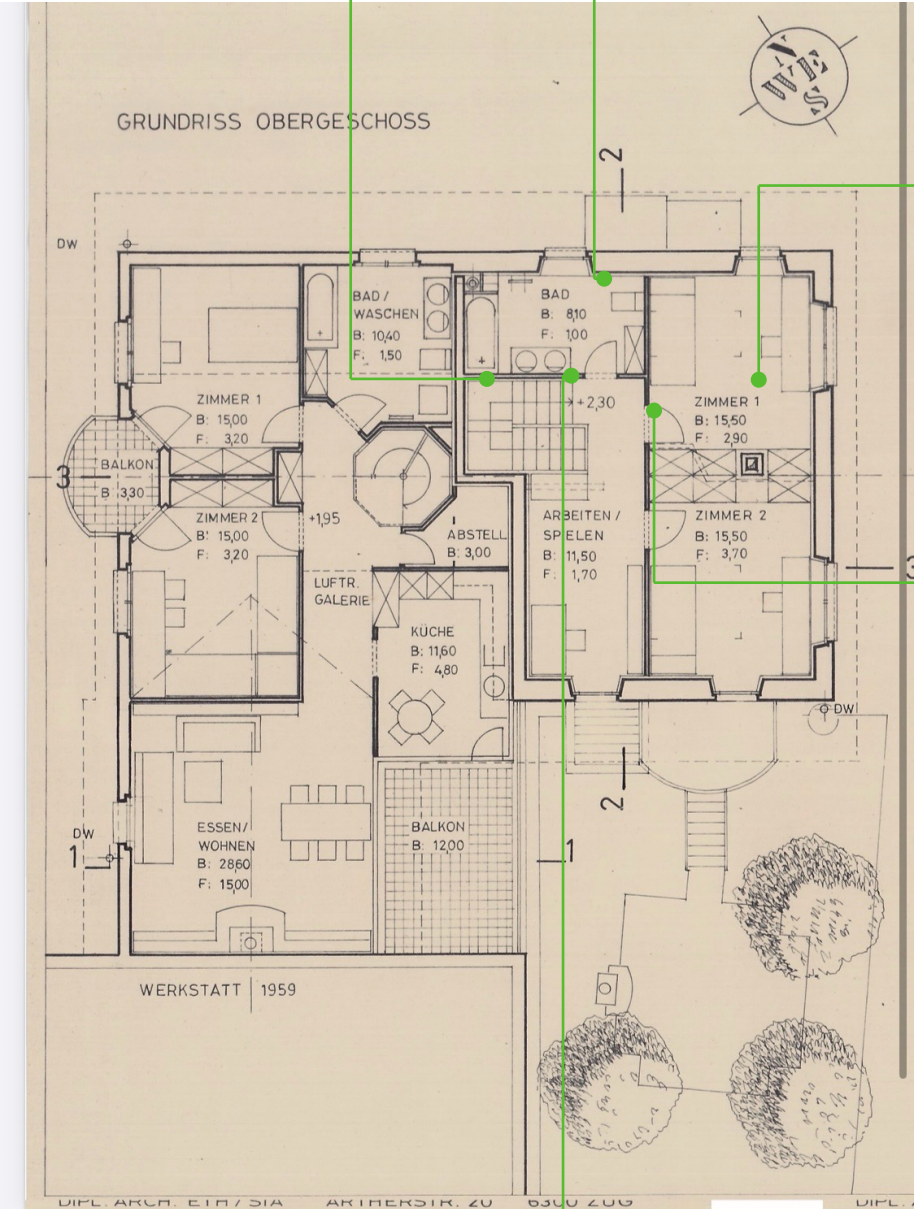 N
W E
S
GRUNDRISS OBERGESCHOSS
2
DW
BAD /
WASCHEN
B: 10,40
F: 1,50
BAD
B: 8,10
F: 1,00
ZIMMER 1
B: 15,00
F: 3,20
+2,30
ZIMMER 1
B: 15,50
F: 2,90
3
BALKON
B 3,30
ZIMMER 2
B: 15,00
F: 3,20
+1,95
ABSTELL
B: 3,00
ARBEITEN /
SPIELEN
B: 11,50
F: 1,70
ZIMMER 2
B: 15,50
F: 3,70
3
LUFTR.
GALERIE
KÜCHE
B: 11,60
F: 4,80
DW
2
DW
1
ESSEN/
WOHNEN
B: 28,60
F: 15,00
BALKON
B: 12,00
1
WERKSTATT 1959
DIPL. ARCH. ETH / SIA ARTHERSTR. 20 6300 ZUG DIPL.